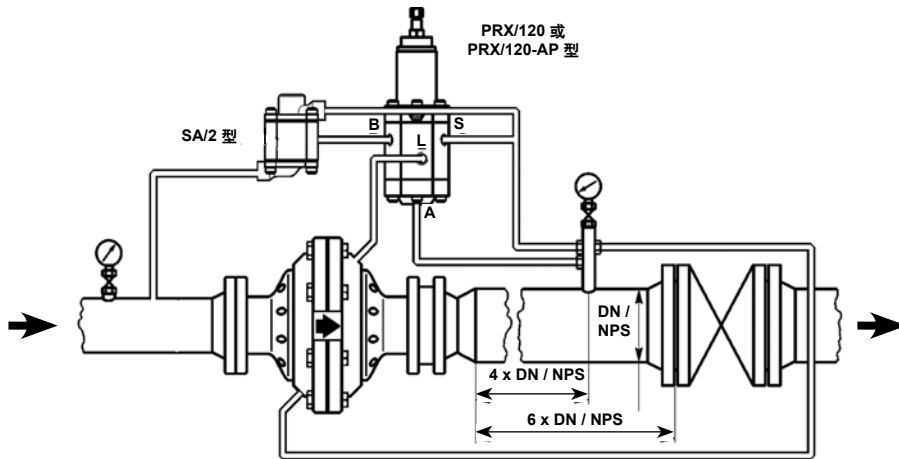 PRX/120 或
PRX/120-AP 型
SA/2 型
B
S
L
A
DN /
NPS
4 x DN / NPS
6 x DN / NPS